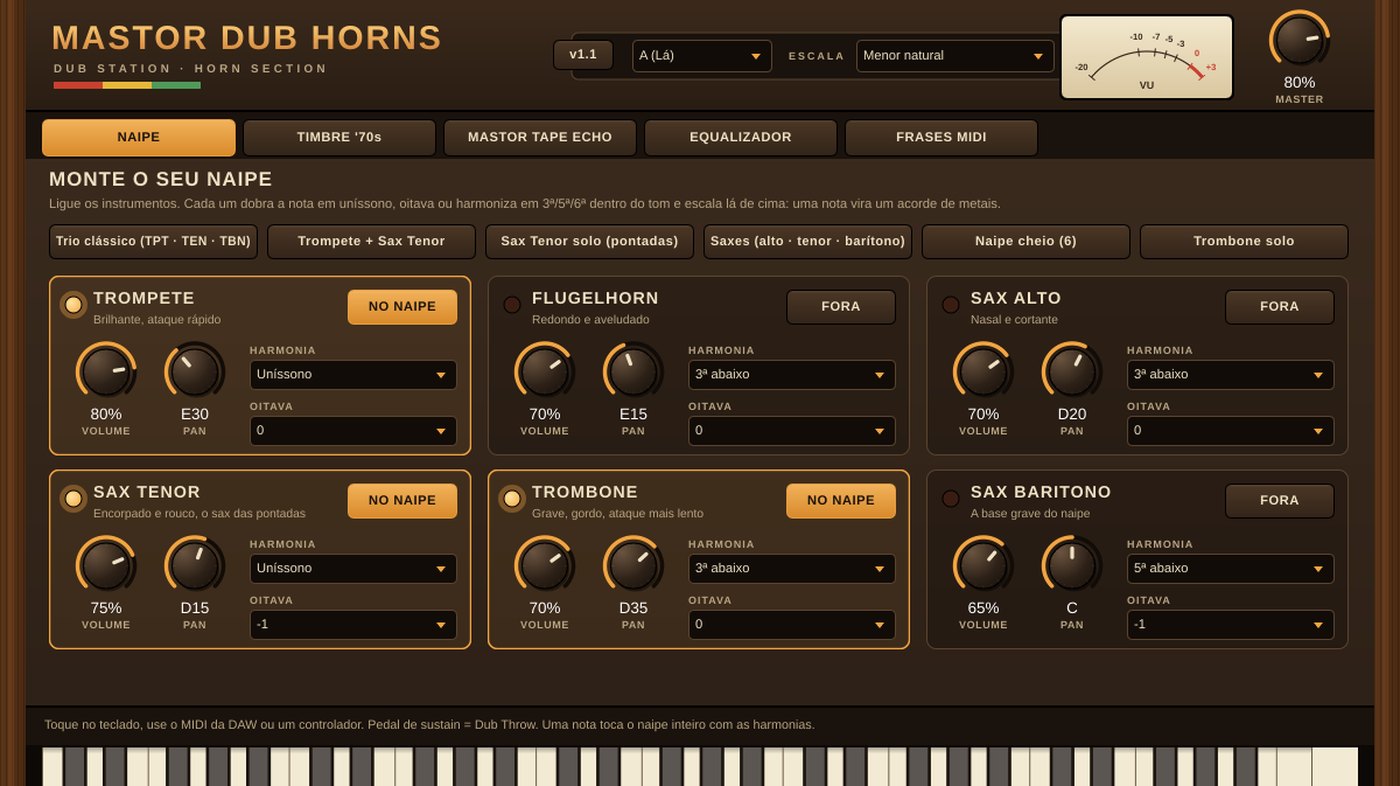 MASTOR DUB HORNS
DUB STATION · HORN SECTION
v1.1
A (Lá)
ESCALA
Menor natural
-20
-10
-7
-5
-3
0
+3
VU
80%
MASTER
NAIPE
TIMBRE '70s
MASTOR TAPE ECHO
EQUALIZADOR
FRASES MIDI
MONTE O SEU NAIPE
Ligue os instrumentos. Cada um dobra a nota em uníssono, oitava ou harmoniza em 3ª/5ª/6ª dentro do tom e escala lá de cima: uma nota vira um acorde de metais.
Trio clássico (TPT · TEN · TBN)
Trompete + Sax Tenor
Sax Tenor solo (pontadas)
Saxes (alto · tenor · barítono)
Naipe cheio (6)
Trombone solo
TROMPETE
Brilhante, ataque rápido
NO NAIPE
HARMONIA
Uníssono
OITAVA
0
80%
VOLUME
E30
PAN
FLUGELHORN
Redondo e aveludado
FORA
HARMONIA
3ª abaixo
OITAVA
0
70%
VOLUME
E15
PAN
SAX ALTO
Nasal e cortante
FORA
HARMONIA
3ª abaixo
OITAVA
0
70%
VOLUME
D20
PAN
SAX TENOR
Encorpado e rouco, o sax das pontadas
NO NAIPE
HARMONIA
Uníssono
OITAVA
-1
75%
VOLUME
D15
PAN
TROMBONE
Grave, gordo, ataque mais lento
NO NAIPE
HARMONIA
3ª abaixo
OITAVA
0
70%
VOLUME
D35
PAN
SAX BARITONO
A base grave do naipe
FORA
HARMONIA
5ª abaixo
OITAVA
-1
65%
VOLUME
C
PAN
Toque no teclado, use o MIDI da DAW ou um controlador. Pedal de sustain = Dub Throw. Uma nota toca o naipe inteiro com as harmonias.